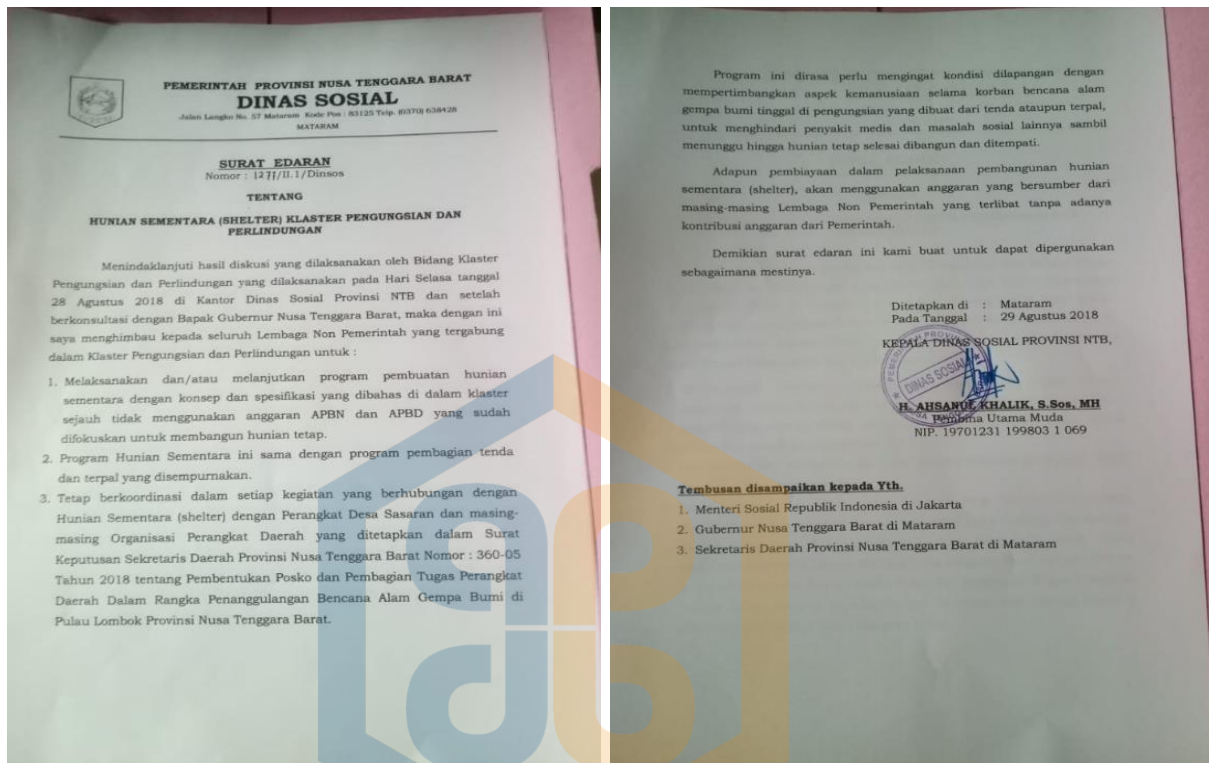 PEMERINTAH PROVINSI NUSA TENGGARA BARAT
DINAS SOSIAL
Jalan Langko No. 57 Mataram Kode Pos : 83125 Telp. (0370) 638428
MATARAM
SURAT EDARAN
Nomor : 1271/II.1/Dinsos
TENTANG
HUNIAN SEMENTARA (SHELTER) KLASTER PENGUNGSIAN DAN
PERLINDUNGAN
Menindaklanjuti hasil diskusi yang dilaksanakan oleh Bidang Klaster
Pengungsian dan Perlindungan yang dilaksanakan pada Hari Selasa tanggal
28 Agustus 2018 di Kantor Dinas Sosial Provinsi NTB dan setelah
berkonsultasi dengan Bapak Gubernur Nusa Tenggara Barat, maka dengan ini
saya menghimbau kepada seluruh Lembaga Non Pemerintah yang tergabung
dalam Klaster Pengungsian dan Perlindungan untuk :
1. Melaksanakan dan/atau melanjutkan program pembuatan hunian
sementara dengan konsep dan spesifikasi yang dibahas di dalam klaster
sejauh tidak menggunakan anggaran APBN dan APBD yang sudah
difokuskan untuk membangun hunian tetap.
2. Program Hunian Sementara ini sama dengan program pembagian tenda
dan terpal yang disempurnakan.
3. Tetap berkoordinasi dalam setiap kegiatan yang berhubungan dengan
Hunian Sementara (shelter) dengan Perangkat Desa Sasaran dan masing-
masing Organisasi Perangkat Daerah yang ditetapkan dalam Surat
Keputusan Sekretaris Daerah Provinsi Nusa Tenggara Barat Nomor : 360-05
Tahun 2018 tentang Pembentukan Posko dan Pembagian Tugas Perangkat
Daerah Dalam Rangka Penanggulangan Bencana Alam Gempa Bumi di
Pulau Lombok Provinsi Nusa Tenggara Barat.
Program ini dirasa perlu mengingat kondisi dilapangan dengan
mempertimbangkan aspek kemanusiaan selama korban bencana alam
gempa bumi tinggal di pengungsian yang dibuat dari tenda ataupun terpal,
untuk menghindari penyakit medis dan masalah sosial lainnya sambil
menunggu hingga hunian tetap selesai dibangun dan ditempati.
Adapun pembiayaan dalam pelaksanaan pembangunan hunian
sementara (shelter), akan menggunakan anggaran yang bersumber dari
masing-masing Lembaga Non Pemerintah yang terlibat tanpa adanya
kontribusi anggaran dari Pemerintah.
Demikian surat edaran ini kami buat untuk dapat dipergunakan
sebagaimana mestinya.
Ditetapkan di : Mataram
Pada Tanggal : 29 Agustus 2018
KEPALA DINAS SOSIAL PROVINSI NTB,
DINAS SOSIAL
H. AHSANUL KHALIK, S.Sos, MH
Pembina Utama Muda
NIP. 19701231 199803 1 069
Tembusan disampaikan kepada Yth.
1. Menteri Sosial Republik Indonesia di Jakarta
2. Gubernur Nusa Tenggara Barat di Mataram
3. Sekretaris Daerah Provinsi Nusa Tenggara Barat di Mataram